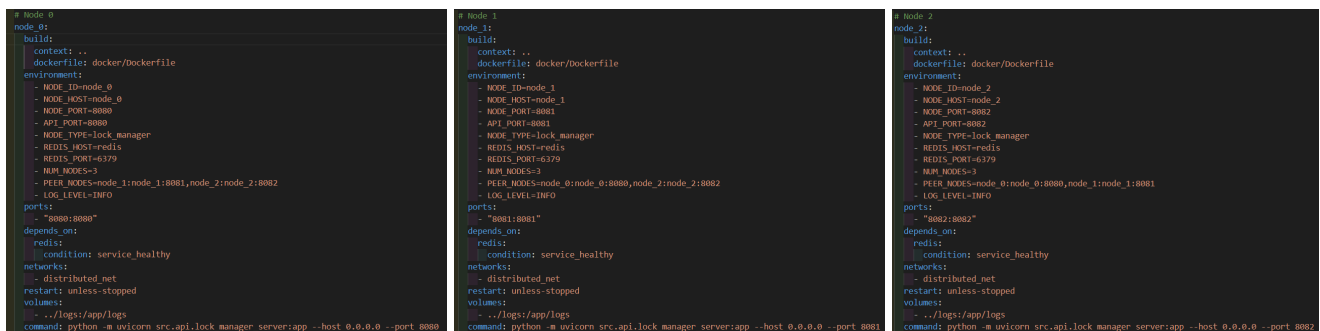 # Node 0
node_0:
build:
context: ..
dockerfile: docker/Dockerfile
environment:
- NODE_ID=node_0
- NODE_HOST=node_0
- NODE_PORT=8080
- API_PORT=8080
- NODE_TYPE=lock_manager
- REDIS_HOST=redis
- REDIS_PORT=6379
- NUM_NODES=3
- PEER_NODES=node_1:node_1:8081,node_2:node_2:8082
- LOG_LEVEL=INFO
ports:
- "8080:8080"
depends_on:
redis:
condition: service_healthy
networks:
- distributed_net
restart: unless-stopped
volumes:
- ../logs:/app/logs
command: python -m uvicorn src.api.lock_manager_server:app --host 0.0.0.0 --port 8080
# Node 1
node_1:
build:
context: ..
dockerfile: docker/Dockerfile
environment:
- NODE_ID=node_1
- NODE_HOST=node_1
- NODE_PORT=8081
- API_PORT=8081
- NODE_TYPE=lock_manager
- REDIS_HOST=redis
- REDIS_PORT=6379
- NUM_NODES=3
- PEER_NODES=node_0:node_0:8080,node_2:node_2:8082
- LOG_LEVEL=INFO
ports:
- "8081:8081"
depends_on:
redis:
condition: service_healthy
networks:
- distributed_net
restart: unless-stopped
volumes:
- ../logs:/app/logs
command: python -m uvicorn src.api.lock_manager_server:app --host 0.0.0.0 --port 8081
# Node 2
node_2:
build:
context: ..
dockerfile: docker/Dockerfile
environment:
- NODE_ID=node_2
- NODE_HOST=node_2
- NODE_PORT=8082
- API_PORT=8082
- NODE_TYPE=lock_manager
- REDIS_HOST=redis
- REDIS_PORT=6379
- NUM_NODES=3
- PEER_NODES=node_0:node_0:8080,node_1:node_1:8081
- LOG_LEVEL=INFO
ports:
- "8082:8082"
depends_on:
redis:
condition: service_healthy
networks:
- distributed_net
restart: unless-stopped
volumes:
- ../logs:/app/logs
command: python -m uvicorn src.api.lock_manager_server:app --host 0.0.0.0 --port 8082